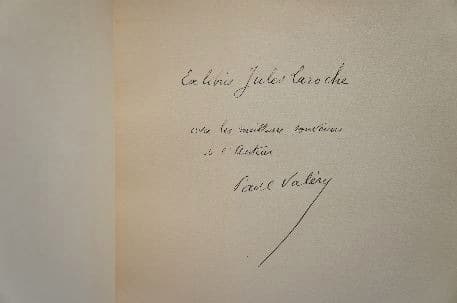 Ex libris Jules Laroche
avec les meilleurs souvenirs
de l'Auteur
Paul Valéry